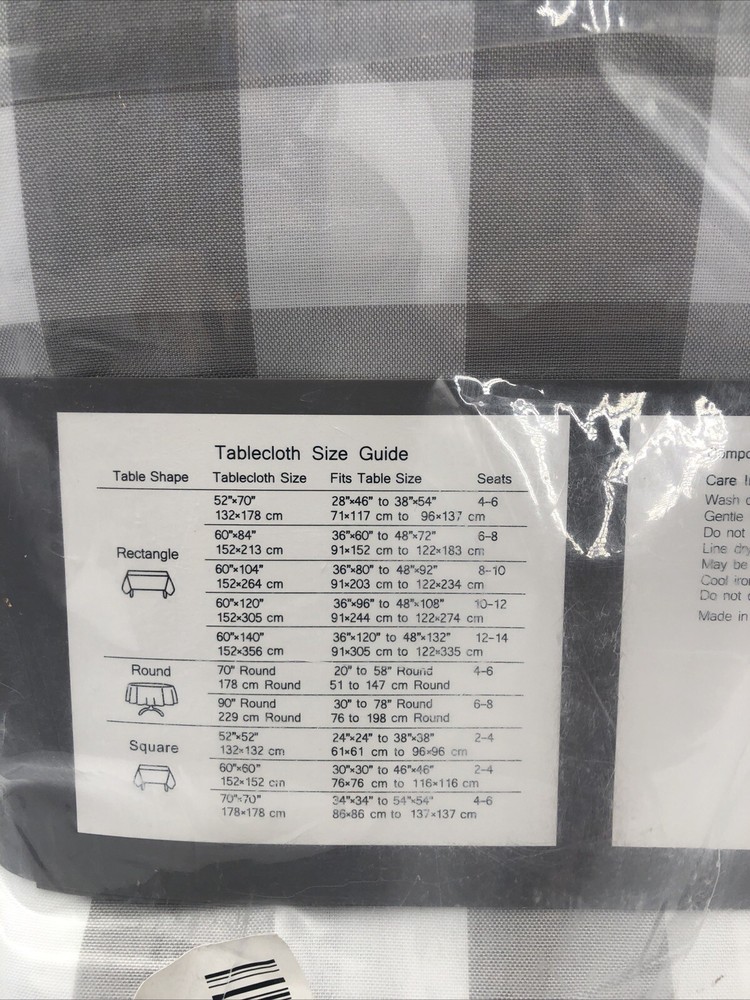 Tablecloth Size Guide
Table Shape Tablecloth Size Fits Table Size Seats
52"×70" 28"×46" to 38"×54" 4-6
132×178 cm 71×117 cm to 96×137 cm
60"×84" 36"×60" to 48"×72" 6-8
152×213 cm 91×152 cm to 122×183 cm
Rectangle
60"×104" 36"×80" to 48"×92" 8-10
152×264 cm 91×203 cm to 122×234 cm
60"×120" 36"×96" to 48"×108" 10-12
152×305 cm 91×244 cm to 122×274 cm
60"×140" 36"×120" to 48"×132" 12-14
152×356 cm 91×305 cm to 122×335 cm
Round 70" Round 20" to 58" Round 4-6
178 cm Round 51 to 147 cm Round
90" Round 30" to 78" Round 6-8
229 cm Round 76 to 198 cm Round
Square 52"×52" 24"×24" to 38"×38" 2-4
132×132 cm 61×61 cm to 96×96 cm
60"×60" 30"×30" to 46"×46" 2-4
152×152 cm 76×76 cm to 116×116 cm
70"×70" 34"×34" to 54"×54" 4-6
178×178 cm 86×86 cm to 137×137 cm
Care
Wash
Gentle
Do not
Line dry
May be
Cool
Do not
Made in